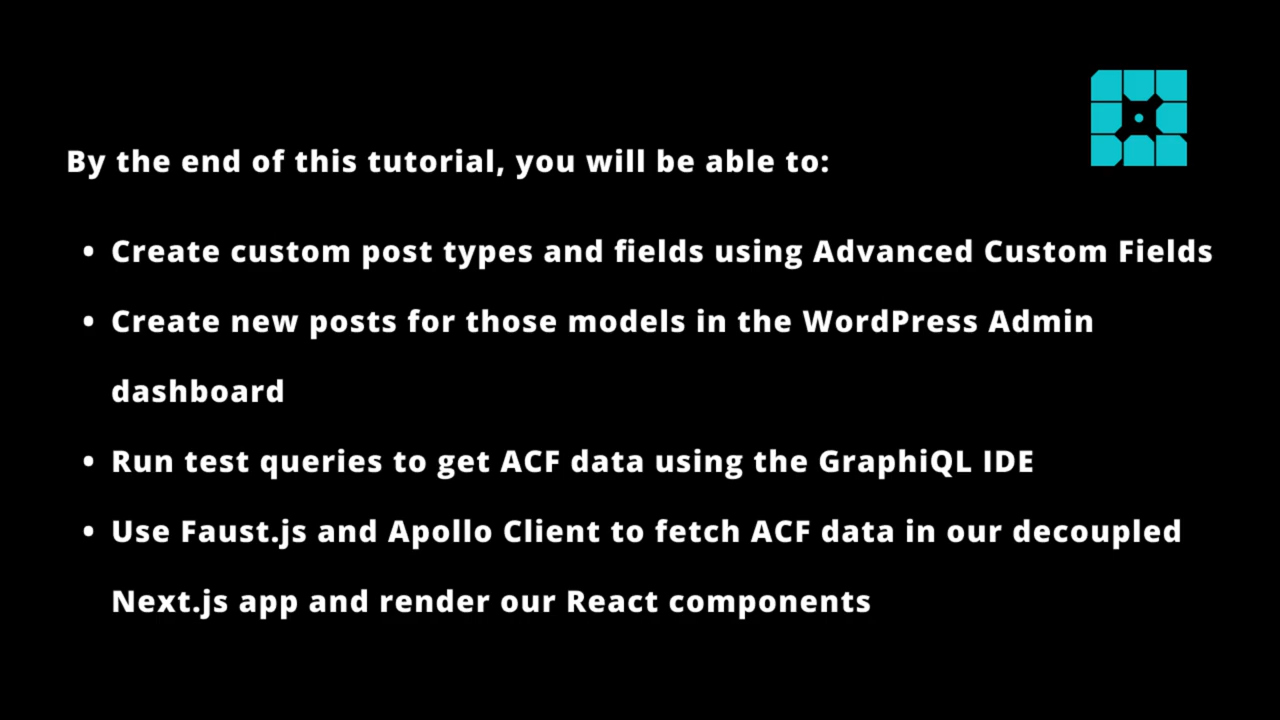 By the end of this tutorial, you will be able to:
• Create custom post types and fields using Advanced Custom Fields
• Create new posts for those models in the WordPress Admin
dashboard
• Run test queries to get ACF data using the GraphiQL IDE
• Use Faust.js and Apollo Client to fetch ACF data in our decoupled
Next.js app and render our React components